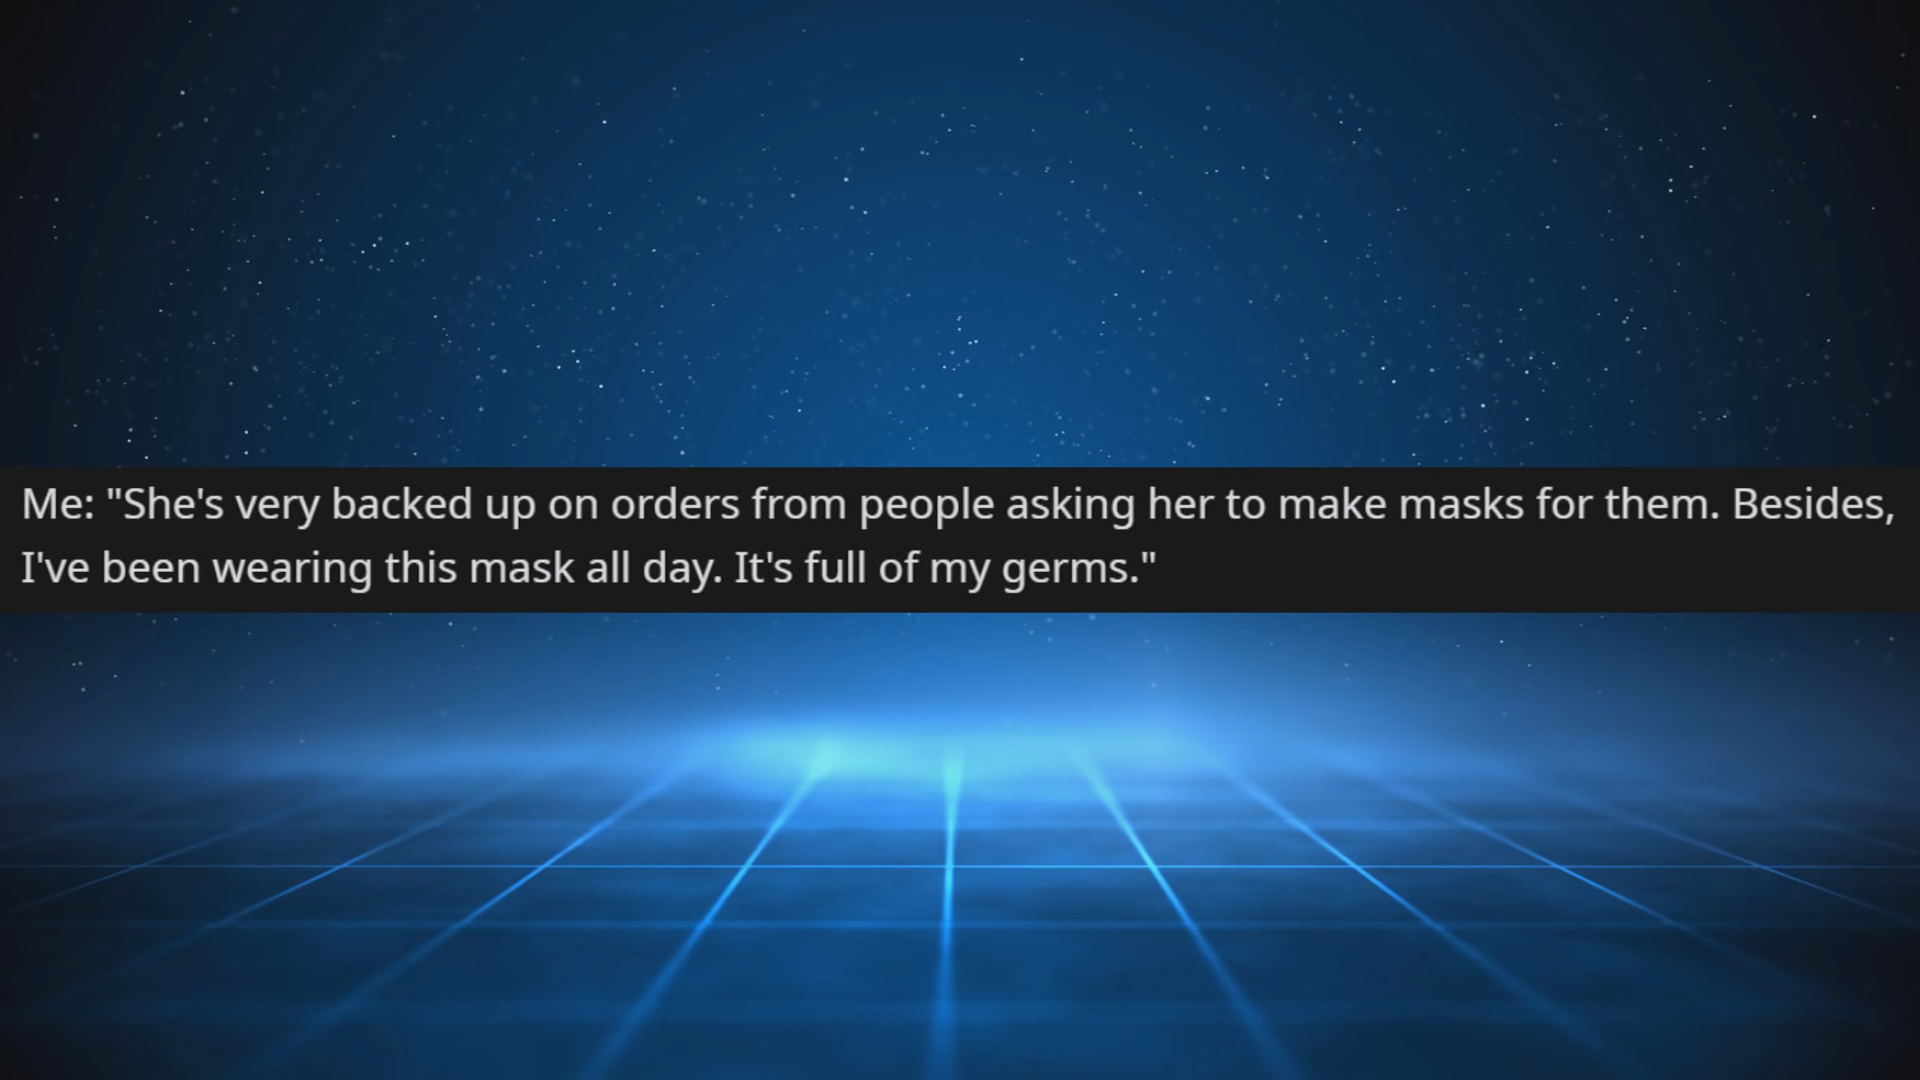 Me: "She's very backed up on orders from people asking her to make masks for them. Besides,
I've been wearing this mask all day. It's full of my germs."